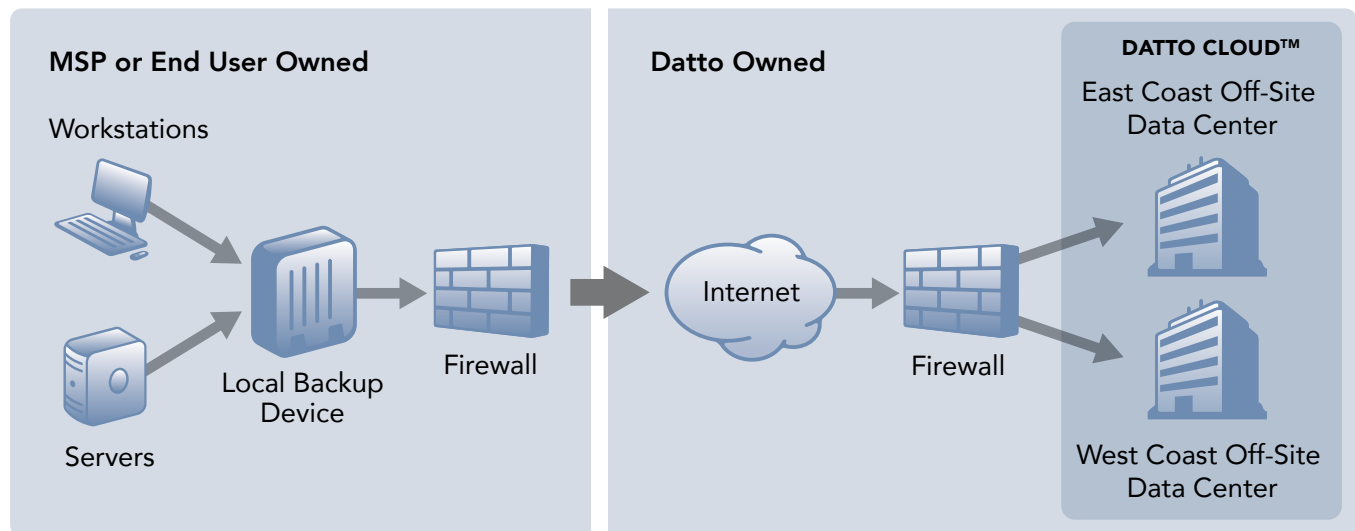 MSP or End User Owned
Workstations
Servers
Local Backup
Device
Firewall
Datto Owned
Internet
Firewall
DATTO CLOUD™
East Coast Off-Site
Data Center
West Coast Off-Site
Data Center